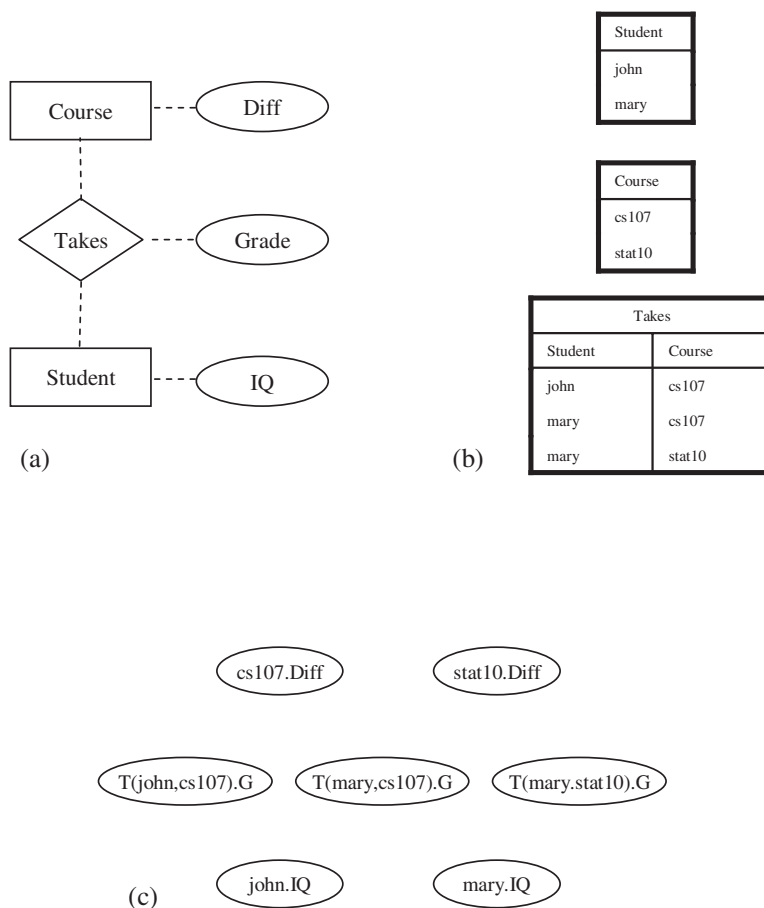 Course
Diff
Takes
Grade
Student
IQ
(a)
Student
john
mary
Course
cs107
stat10
Takes
Student Course
john cs107
mary cs107
mary stat10
(b)
cs107.Diff stat10.Diff
T(john,cs107).G T(mary,cs107).G T(mary.stat10).G
john.IQ mary.IQ
(c)